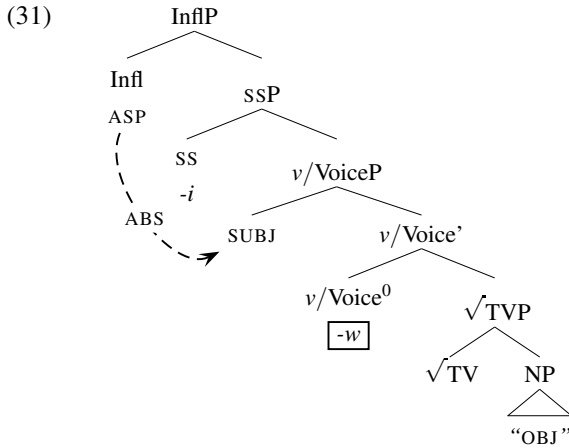 (31) InflP
Infl
ASP
SSP
SS
-i
ABS
v/VoiceP
SUBJ
v/Voice’
v/Voice⁰
-w
√TVP
√TV NP
“OBJ”